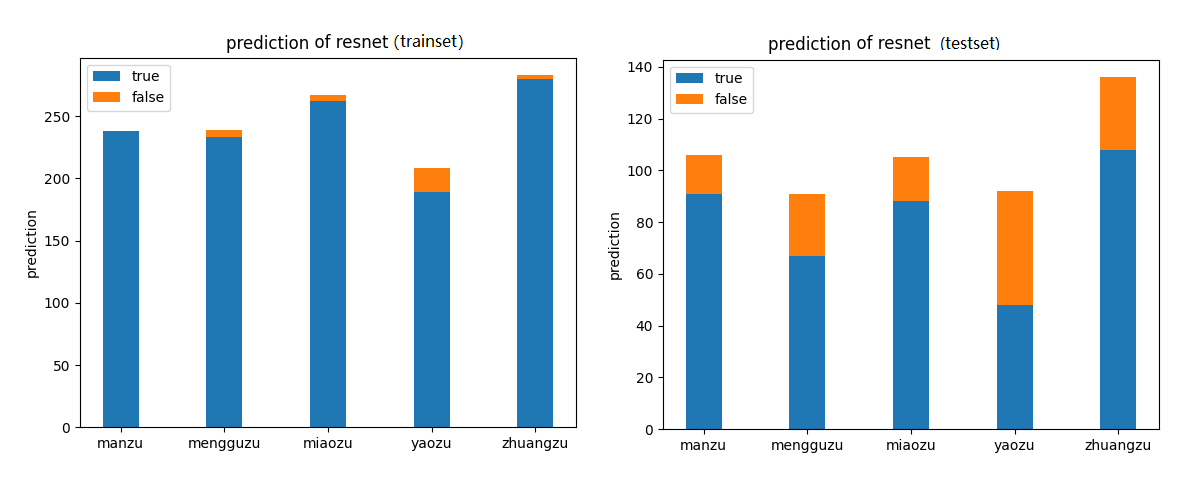 prediction of resnet (trainset)
true
false
prediction
250
200
150
100
50
0
manzu mengguzu miaozu yaozu zhuangzu
prediction of resnet (testset)
true
false
prediction
140
120
100
80
60
40
20
0
manzu mengguzu miaozu yaozu zhuangzu